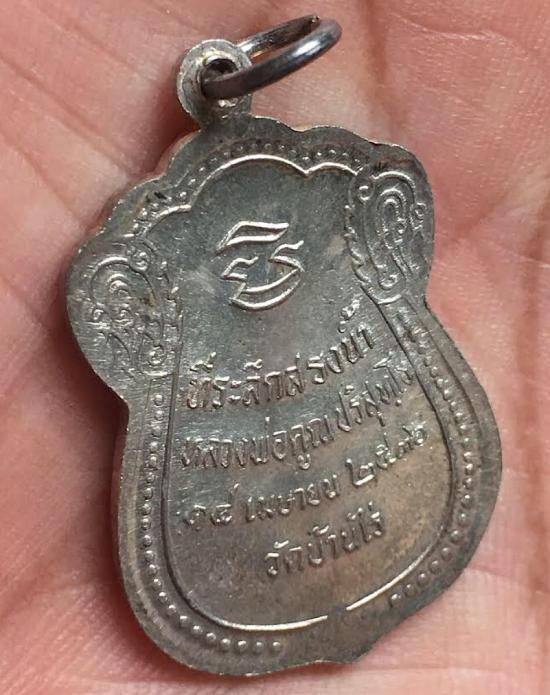 ที่ระลึกสรงน้ำ
หลวงพ่อคูณ ปริสุทโธ
๑๔ เมษายน ๒๕๓๖
วัดบ้านไร่